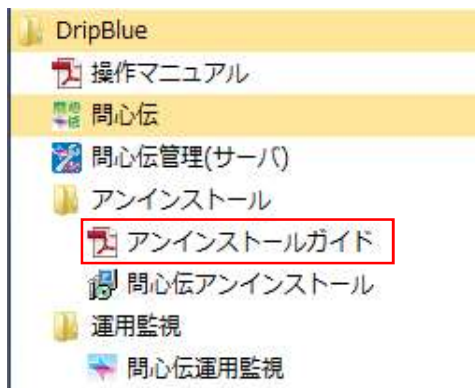 DripBlue
操作マニュアル
問心伝
問心伝管理(サーバ)
アンインストール
アンインストールガイド
問心伝アンインストール
運用監視
問心伝運用監視